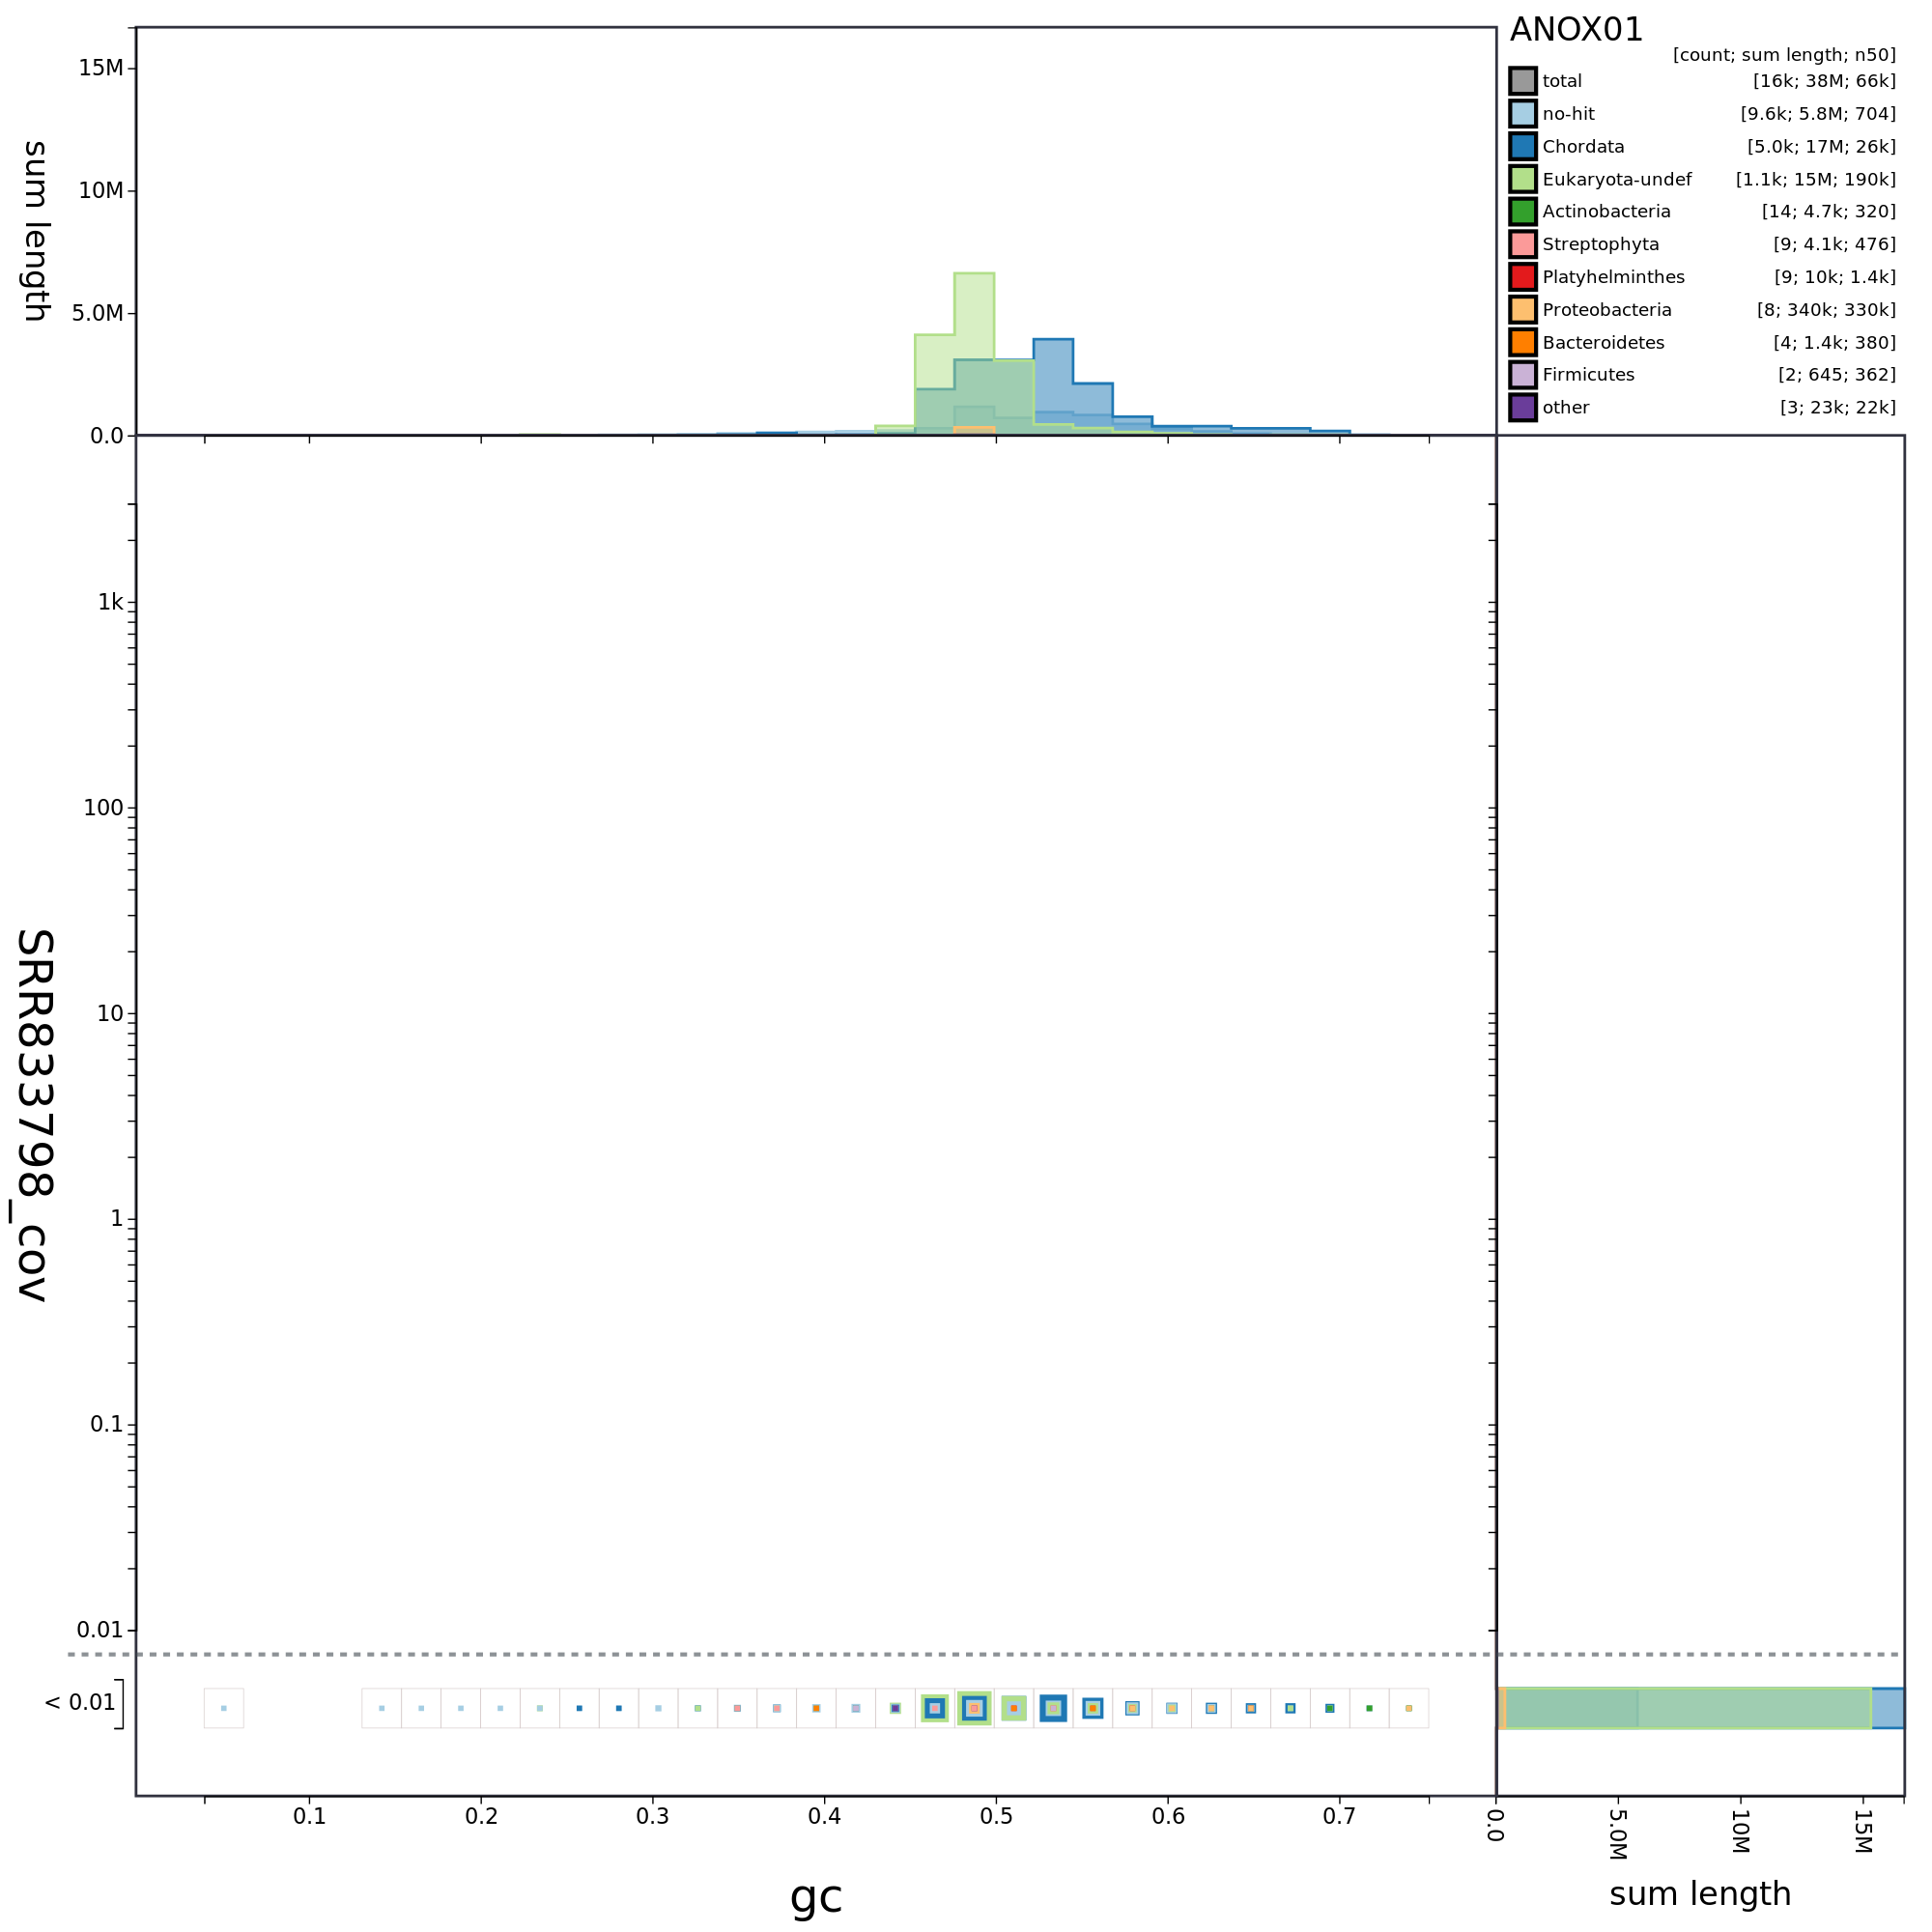 ANOX01
[count; sum length; n50]
total [16k; 38M; 66k]
no-hit [9.6k; 5.8M; 704]
Chordata [5.0k; 17M; 26k]
Eukaryota-undef [1.1k; 15M; 190k]
Actinobacteria [14; 4.7k; 320]
Streptophyta [9; 4.1k; 476]
Platyhelminthes [9; 10k; 1.4k]
Proteobacteria [8; 340k; 330k]
Bacteroidetes [4; 1.4k; 380]
Firmicutes [2; 645; 362]
other [3; 23k; 22k]
sum length
15M
10M
5.0M
0.0
SRR833798_cov
1k
100
10
1
0.1
0.01
< 0.01
0.1 0.2 0.3 0.4 0.5 0.6 0.7
gc
0.0 5.0M 10M 15M
sum length